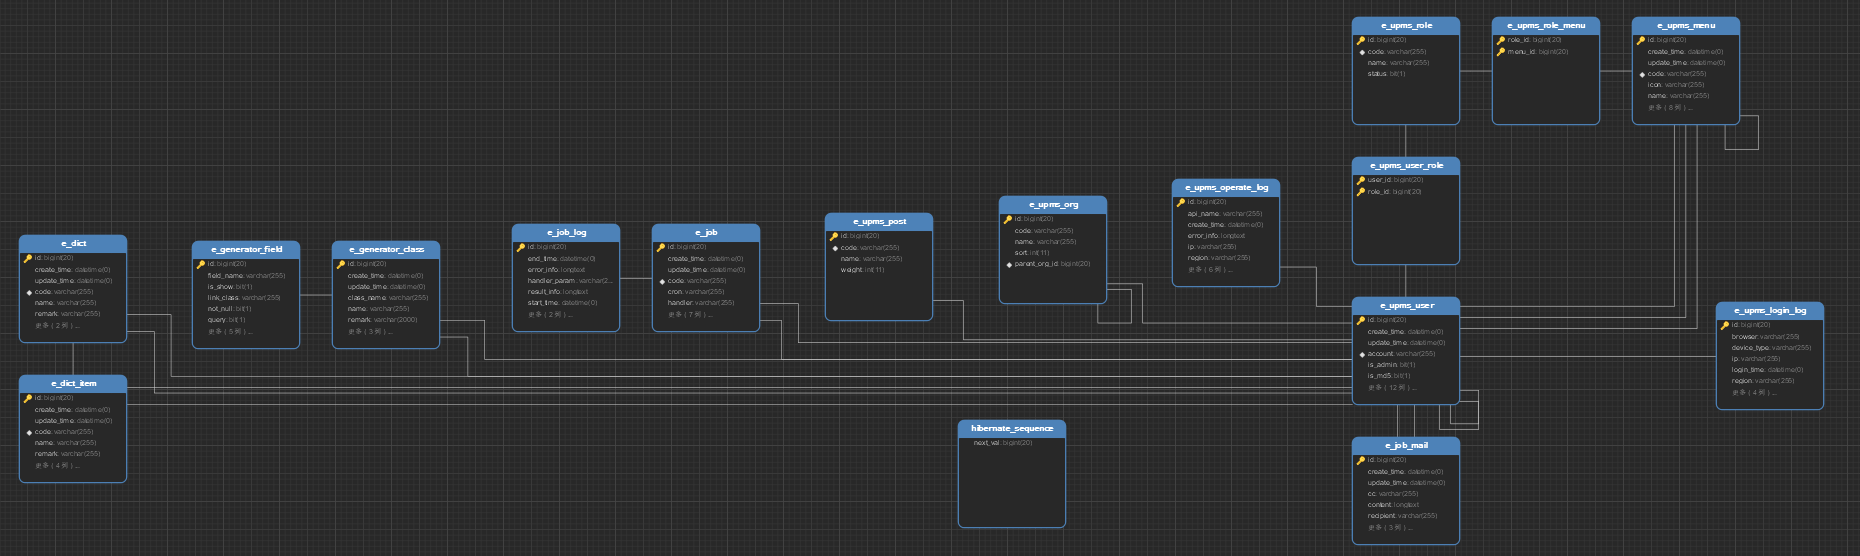 e_upms_role
id: bigint(20)
code: varchar(255)
name: varchar(255)
status: bit(1)
e_upms_role_menu
role_id: bigint(20)
menu_id: bigint(20)
e_upms_menu
id: bigint(20)
create_time: datetime(0)
update_time: datetime(0)
code: varchar(255)
icon: varchar(255)
name: varchar(255)
更多 ( 8 列 ) ...
e_upms_user_role
user_id: bigint(20)
role_id: bigint(20)
e_upms_operate_log
id: bigint(20)
api_name: varchar(255)
create_time: datetime(0)
error_info: longtext
ip: varchar(255)
region: varchar(255)
更多 ( 6 列 ) ...
e_upms_org
id: bigint(20)
code: varchar(255)
name: varchar(255)
sort: int(11)
parent_org_id: bigint(20)
e_upms_post
id: bigint(20)
code: varchar(255)
name: varchar(255)
weight: int(11)
e_job
id: bigint(20)
create_time: datetime(0)
update_time: datetime(0)
code: varchar(255)
cron: varchar(255)
handler: varchar(255)
更多 ( 7 列 ) ...
e_job_log
id: bigint(20)
end_time: datetime(0)
error_info: longtext
handler_param: varchar(2...
result_info: longtext
start_time: datetime(0)
更多 ( 2 列 ) ...
e_generator_class
id: bigint(20)
create_time: datetime(0)
update_time: datetime(0)
class_name: varchar(255)
name: varchar(255)
remark: varchar(2000)
更多 ( 3 列 ) ...
e_generator_field
id: bigint(20)
field_name: varchar(255)
is_show: bit(1)
link_class: varchar(255)
not_null: bit(1)
query: bit(1)
更多 ( 5 列 ) ...
e_dict
id: bigint(20)
create_time: datetime(0)
update_time: datetime(0)
code: varchar(255)
name: varchar(255)
remark: varchar(255)
更多 ( 2 列 ) ...
e_dict_item
id: bigint(20)
create_time: datetime(0)
update_time: datetime(0)
code: varchar(255)
name: varchar(255)
remark: varchar(255)
更多 ( 4 列 ) ...
e_upms_user
id: bigint(20)
create_time: datetime(0)
update_time: datetime(0)
account: varchar(255)
is_admin: bit(1)
is_md5: bit(1)
更多 ( 12 列 ) ...
e_upms_login_log
id: bigint(20)
browser: varchar(255)
device_type: varchar(255)
ip: varchar(255)
login_time: datetime(0)
region: varchar(255)
更多 ( 4 列 ) ...
hibernate_sequence
next_val: bigint(20)
e_job_mail
id: bigint(20)
create_time: datetime(0)
update_time: datetime(0)
cc: varchar(255)
content: longtext
recipient: varchar(255)
更多 ( 3 列 ) ...